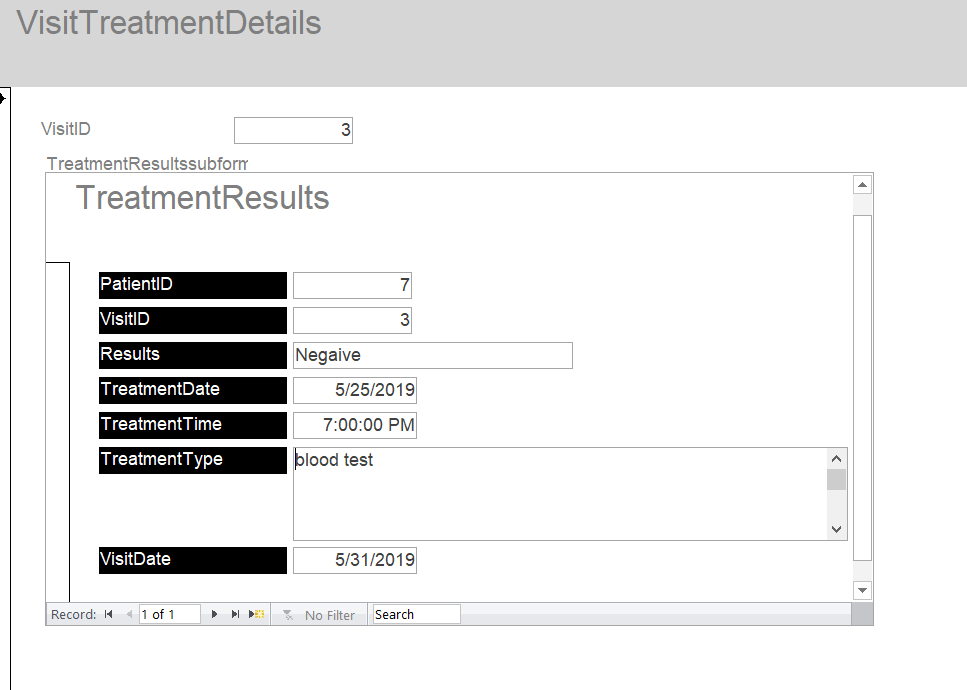 VisitTreatmentDetails
VisitID 3
TreatmentResultssubform
TreatmentResults
PatientID 7
VisitID 3
Results Negaive
TreatmentDate 5/25/2019
TreatmentTime 7:00:00 PM
TreatmentType blood test
VisitDate 5/31/2019
Record: 1 of 1 No Filter Search